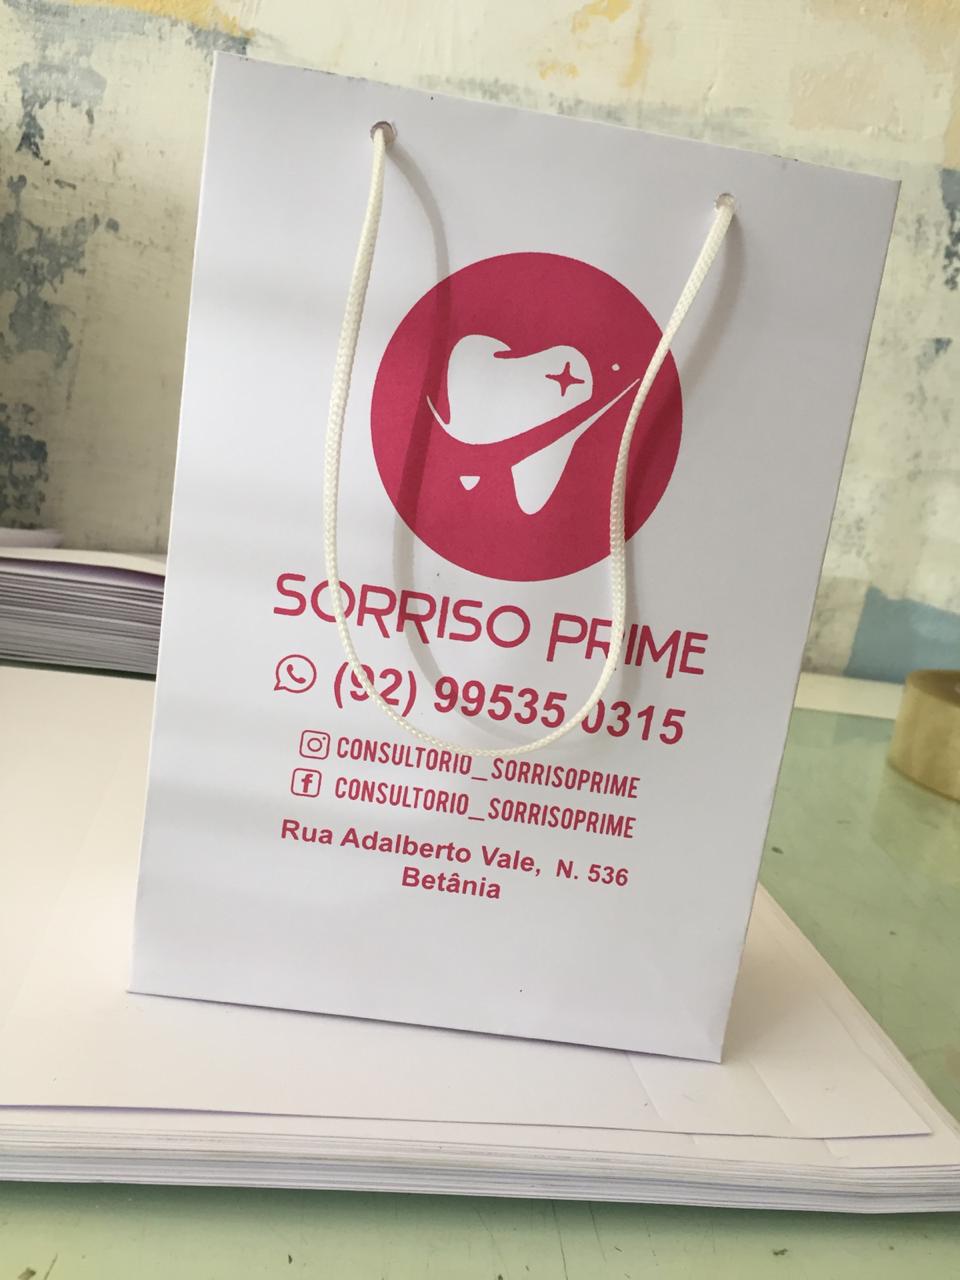 SORRISO PRIME
(92) 99535 0315
CONSULTORIO_SORRISOPRIME
CONSULTORIO_SORRISOPRIME
Rua Adalberto Vale, N. 536
Betânia